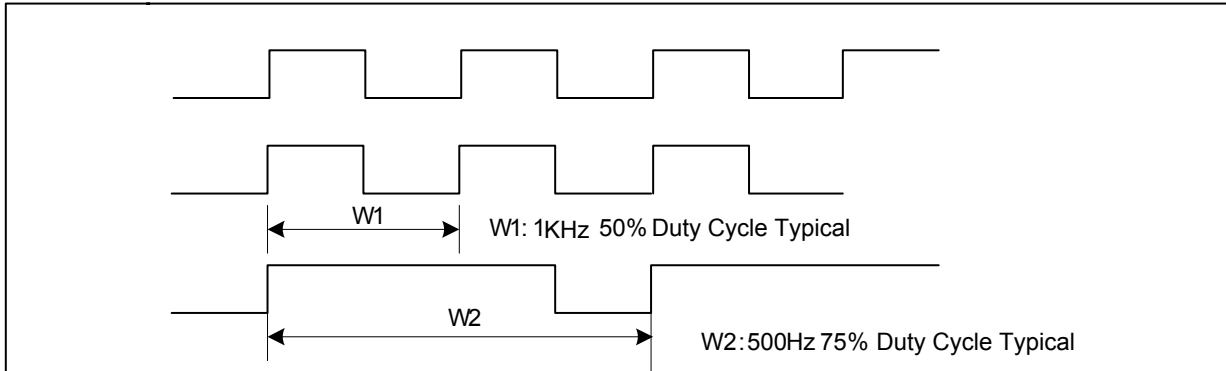 W1
W1: 1KHz 50% Duty Cycle Typical
W2
W2:500Hz 75% Duty Cycle Typical